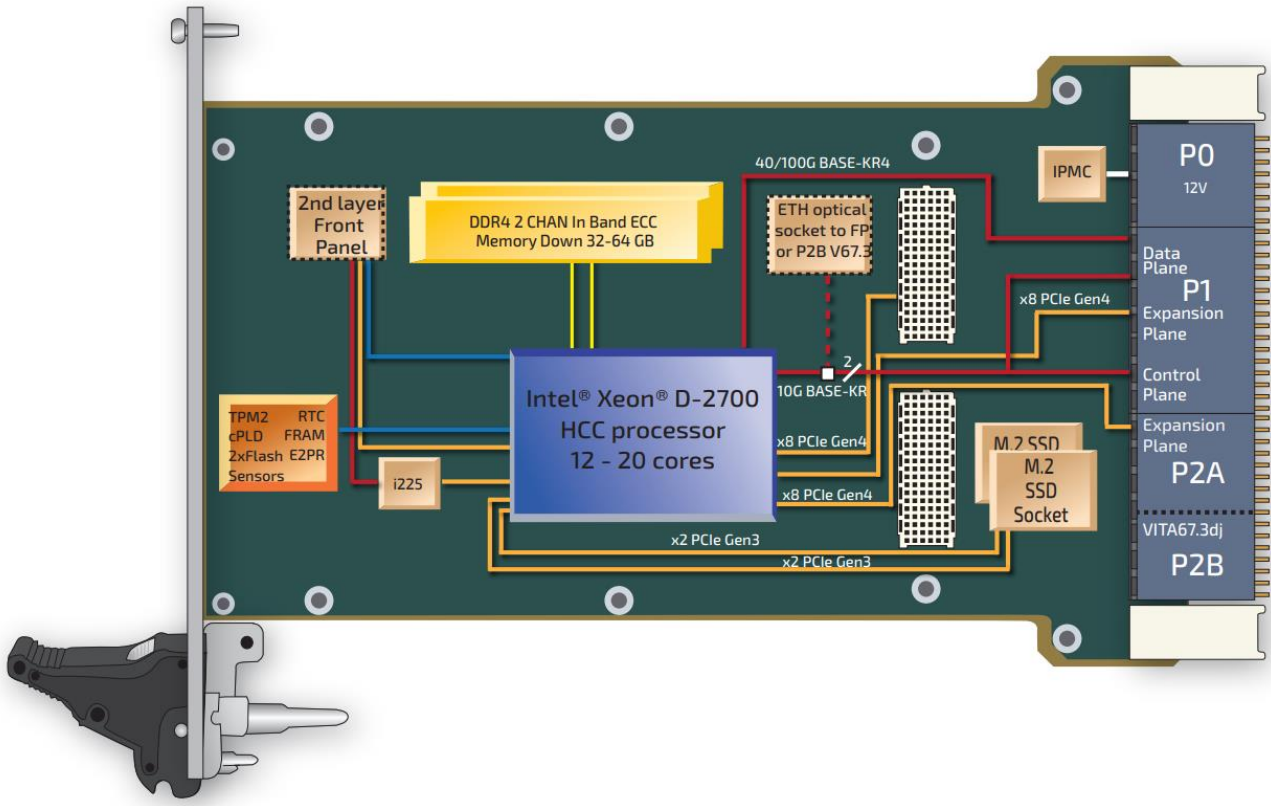 40/100G BASE-KR4
IPMC
P0
12V
2nd layer
Front
Panel
DDR4 2 CHAN In Band ECC
Memory Down 32-64 GB
ETH optical
socket to FP
or P2B V67.3
Data
Plane
P1
x8 PCIe Gen4
Expansion
Plane
Control
Plane
2
10G BASE-KR
Intel® Xeon® D-2700
HCC processor
12 - 20 cores
TPM2 RTC
cPLD FRAM
2xFlash E2PR
Sensors
i225
x8 PCIe Gen4
x8 PCIe Gen4
M.2 SSD
M.2
SSD
Socket
Expansion
Plane
P2A
VITA67.3dj
P2B
x2 PCIe Gen3
x2 PCIe Gen3